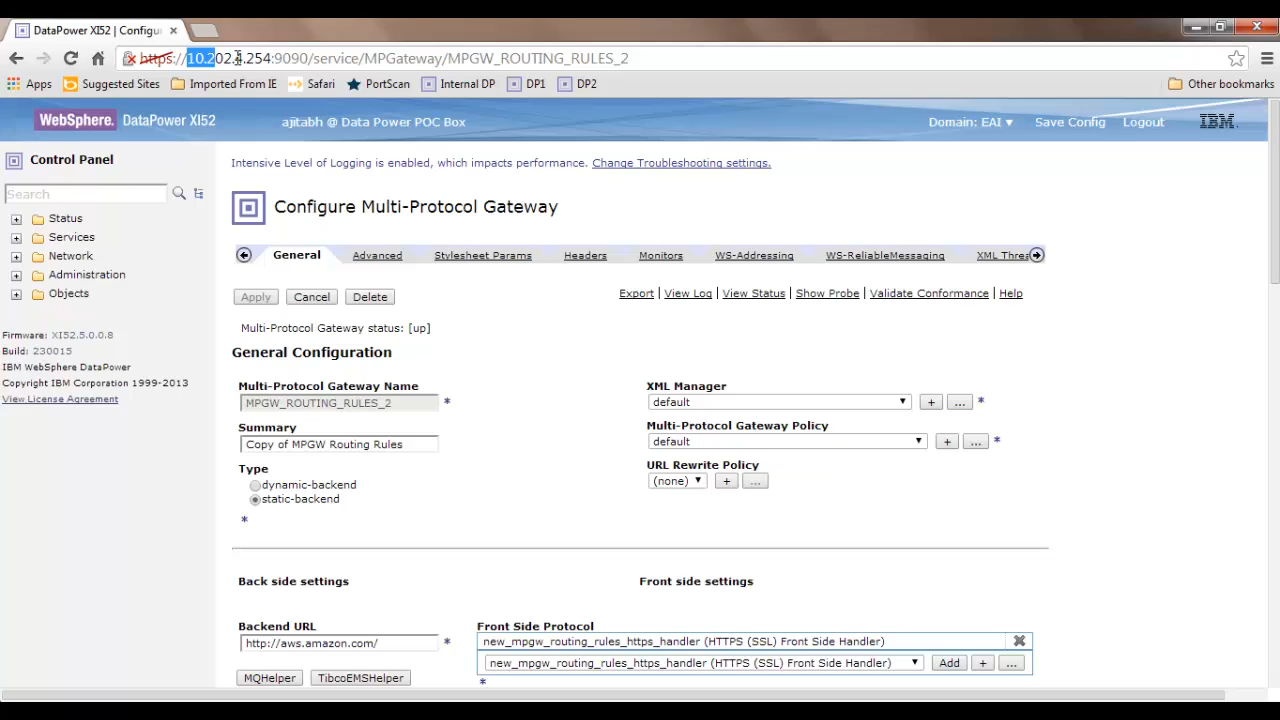 DataPower XI52 | Configu
https://10.202.4.254:9090/service/MPGateway/MPGW_ROUTING_RULES_2
Apps Suggested Sites Imported From IE Safari PortScan Internal DP DP1 DP2 Other bookmarks
WebSphere. DataPower XI52 ajitabh @ Data Power POC Box Domain: EAI Save Config Logout IBM.
Control Panel
Search
Status
Services
Network
Administration
Objects
Firmware: XI52.5.0.0.8
Build: 230015
IBM WebSphere DataPower
Copyright IBM Corporation 1999-2013
View License Agreement
Intensive Level of Logging is enabled, which impacts performance. Change Troubleshooting settings.
Configure Multi-Protocol Gateway
General Advanced Stylesheet Params Headers Monitors WS-Addressing WS-ReliableMessaging XML Threa
Apply Cancel Delete Export | View Log | View Status | Show Probe | Validate Conformance | Help
Multi-Protocol Gateway status: [up]
General Configuration
Multi-Protocol Gateway Name
MPGW_ROUTING_RULES_2 *
Summary
Copy of MPGW Routing Rules
Type
dynamic-backend
static-backend
*
XML Manager
default + ... *
Multi-Protocol Gateway Policy
default + ... *
URL Rewrite Policy
(none) + ...
Back side settings
Front side settings
Backend URL
http://aws.amazon.com/ *
MQHelper TibcoEMSHelper
Front Side Protocol
new_mpgw_routing_rules_https_handler (HTTPS (SSL) Front Side Handler)
new_mpgw_routing_rules_https_handler (HTTPS (SSL) Front Side Handler) Add + ...
*